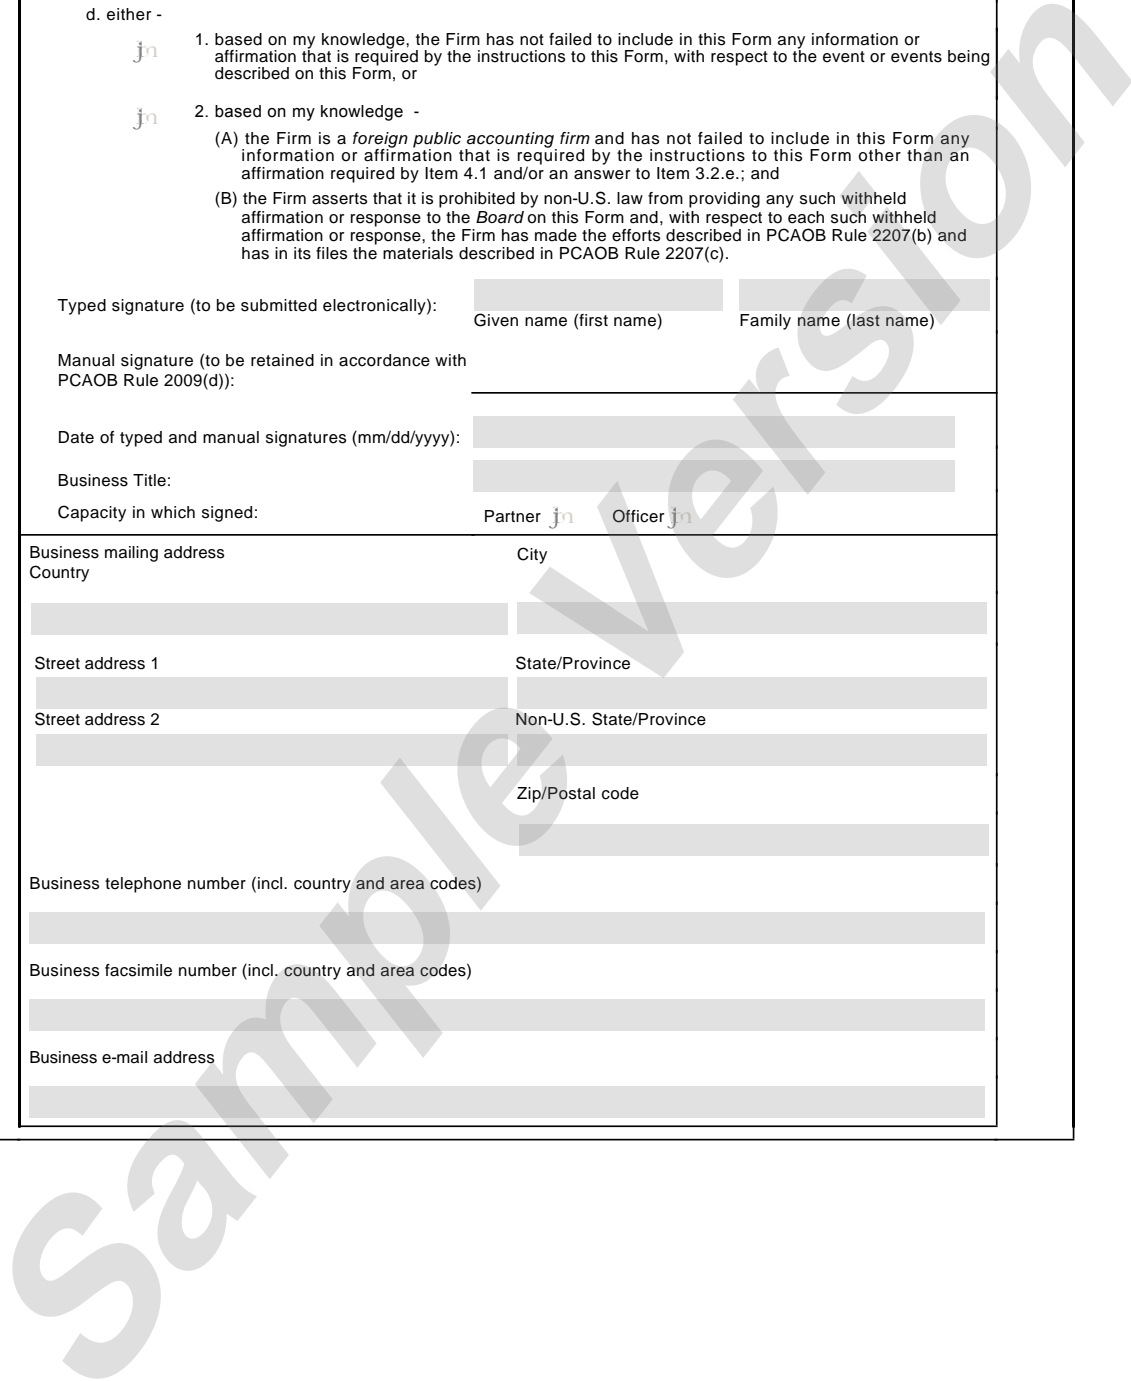 d. either -
1. based on my knowledge, the Firm has not failed to include in this Form any information or
affirmation that is required by the instructions to this Form, with respect to the event or events being
described on this Form, or
2. based on my knowledge -
(A) the Firm is a foreign public accounting firm and has not failed to include in this Form any
information or affirmation that is required by the instructions to this Form other than an
affirmation required by Item 4.1 and/or an answer to Item 3.2.e.; and
(B) the Firm asserts that it is prohibited by non-U.S. law from providing any such withheld
affirmation or response to the Board on this Form and, with respect to each such withheld
affirmation or response, the Firm has made the efforts described in PCAOB Rule 2207(b) and
has in its files the materials described in PCAOB Rule 2207(c).
Typed signature (to be submitted electronically):
Given name (first name) Family name (last name)
Manual signature (to be retained in accordance with
PCAOB Rule 2009(d)):
Date of typed and manual signatures (mm/dd/yyyy):
Business Title:
Capacity in which signed: Partner Officer
Business mailing address
Country
City
Street address 1 State/Province
Street address 2 Non-U.S. State/Province
Zip/Postal code
Business telephone number (incl. country and area codes)
Business facsimile number (incl. country and area codes)
Business e-mail address
Sample Version